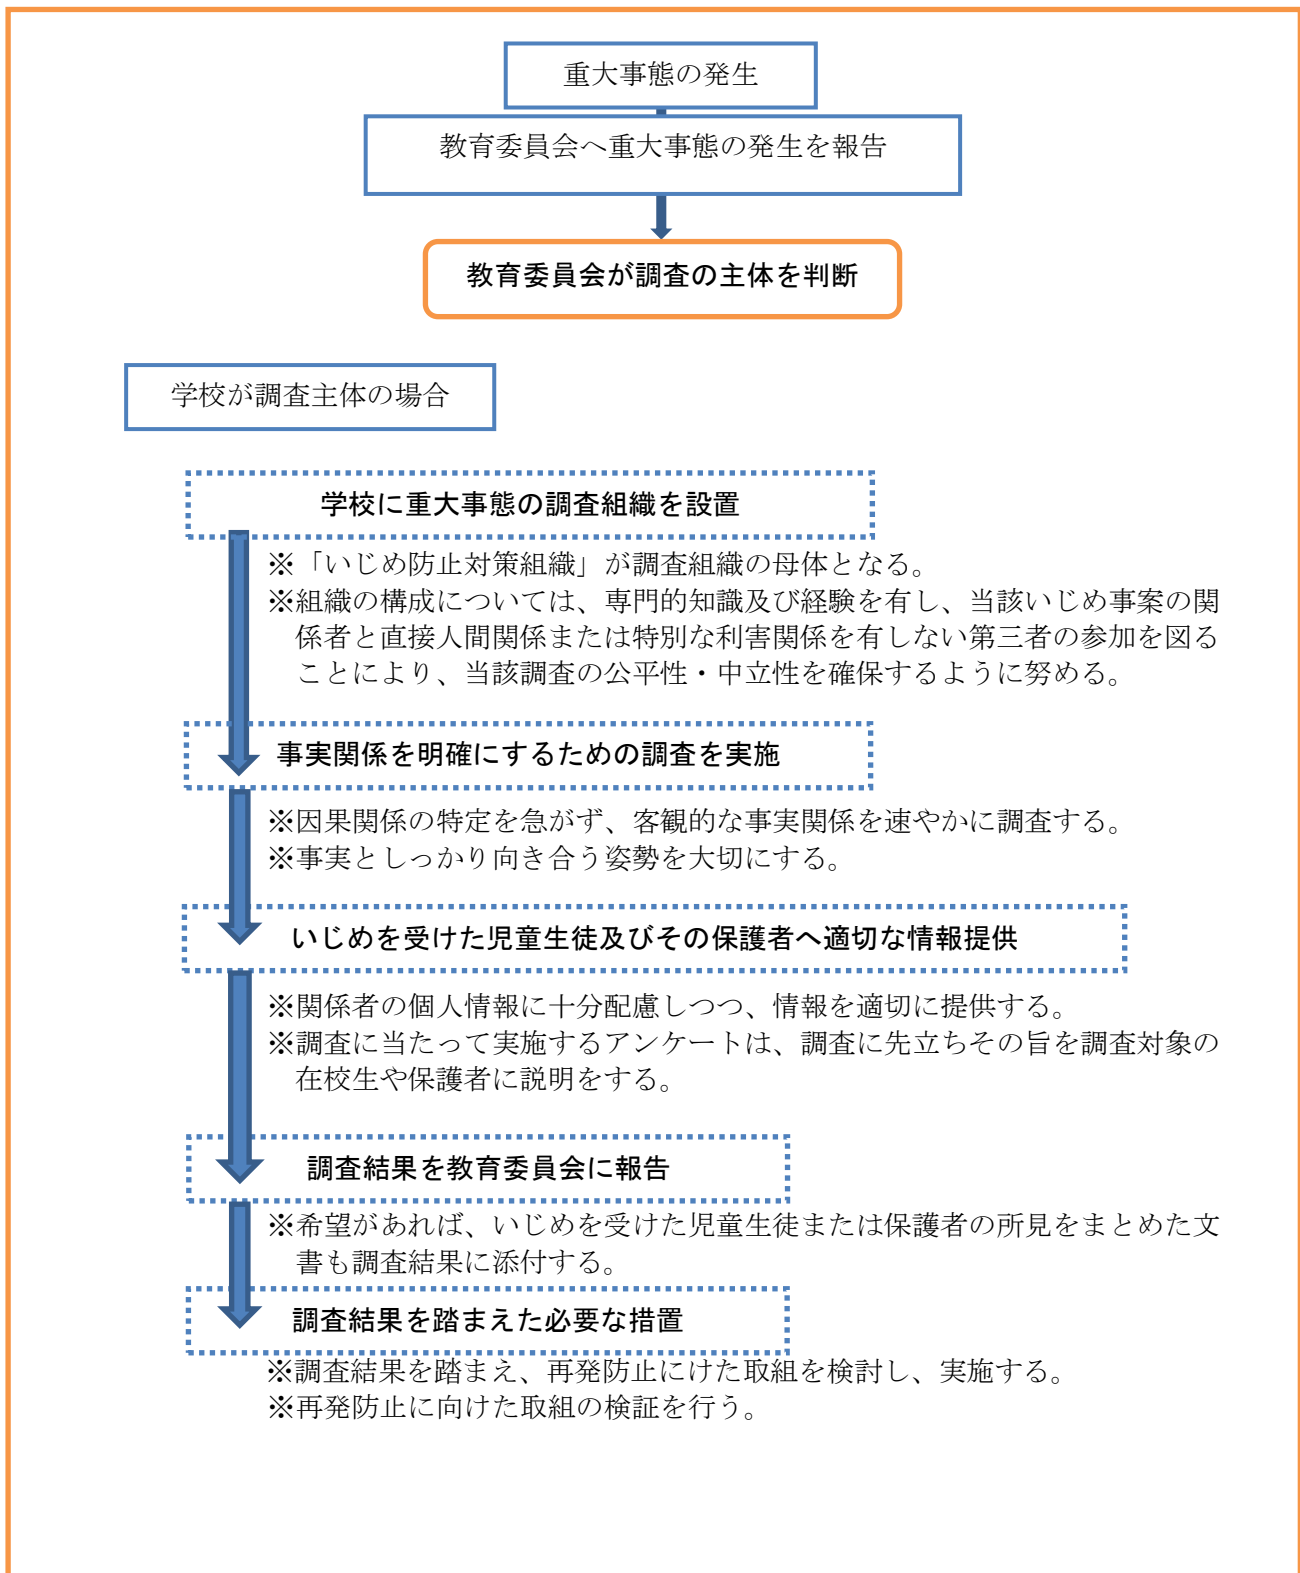 重大事態の発生
教育委員会へ重大事態の発生を報告
教育委員会が調査の主体を判断
学校が調査主体の場合
学校に重大事態の調査組織を設置
※「いじめ防止対策組織」が調査組織の母体となる。
※組織の構成については、専門的知識及び経験を有し、当該いじめ事案の関
係者と直接人間関係または特別な利害関係を有しない第三者の参加を図る
ことにより、当該調査の公平性・中立性を確保するように努める。
事実関係を明確にするための調査を実施
※因果関係の特定を急がず、客観的な事実関係を速やかに調査する。
※事実としっかり向き合う姿勢を大切にする。
いじめを受けた児童生徒及びその保護者へ適切な情報提供
※関係者の個人情報に十分配慮しつつ、情報を適切に提供する。
※調査に当たって実施するアンケートは、調査に先立ちその旨を調査対象の
在校生や保護者に説明をする。
調査結果を教育委員会に報告
※希望があれば、いじめを受けた児童生徒または保護者の所見をまとめた文
書も調査結果に添付する。
調査結果を踏まえた必要な措置
※調査結果を踏まえ、再発防止にけた取組を検討し、実施する。
※再発防止に向けた取組の検証を行う。